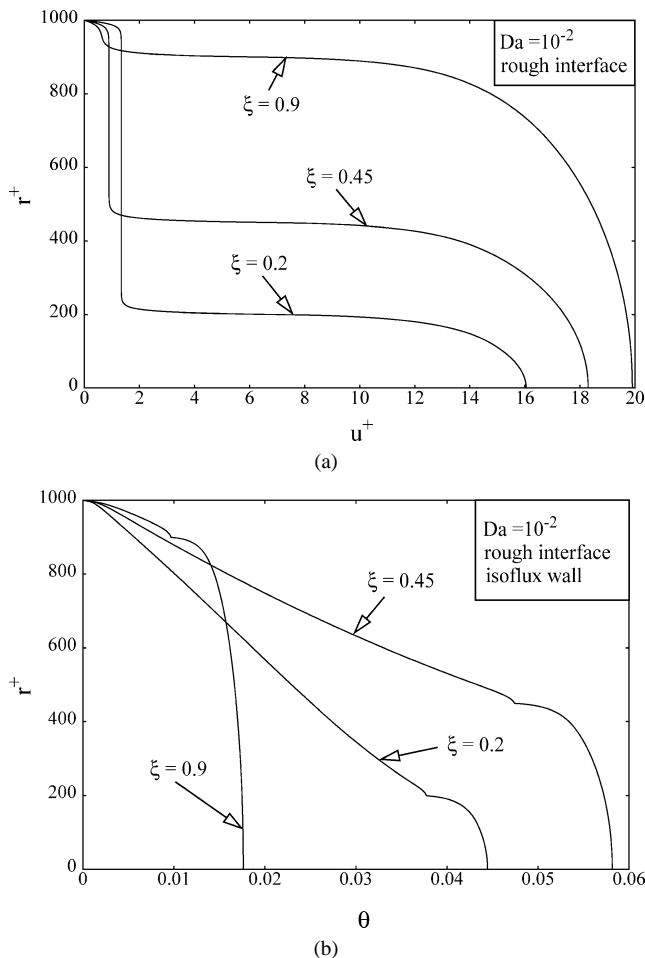 1000
800
600
400
200
0
r⁺
Da =10⁻²
rough interface
ξ = 0.9
ξ = 0.45
ξ = 0.2
0 2 4 6 8 10 12 14 16 18 20
u⁺
(a)
1000
800
600
400
200
0
r⁺
Da =10⁻²
rough interface
isoflux wall
ξ = 0.45
ξ = 0.2
ξ = 0.9
0 0.01 0.02 0.03 0.04 0.05 0.06
θ
(b)